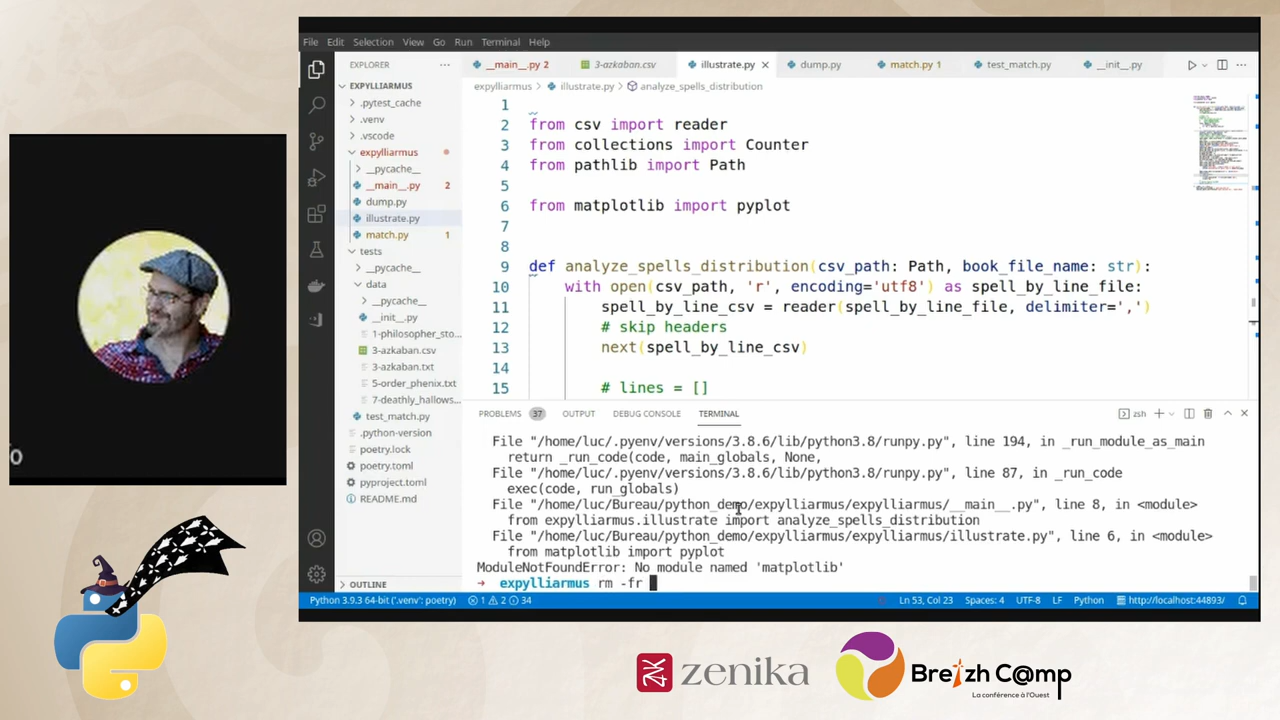 File Edit Selection View Go Run Terminal Help
EXPLORER
EXPYLLIARMUS
.pytest_cache
.venv
.vscode
expylliarmus
__pycache__
__main__.py 2
dump.py
illustrate.py
match.py 1
tests
__pycache__
data
__pycache__
__init__.py
1-philosopher_sto...
3-azkaban.csv
3-azkaban.txt
5-order_phenix.txt
7-deathly_hallows...
test_match.py
.python-version
poetry.lock
poetry.toml
pyproject.toml
README.md
OUTLINE
__main__.py 2 3-azkaban.csv illustrate.py dump.py match.py 1 test_match.py __init__.py
expylliarmus > illustrate.py > analyze_spells_distribution
1
2 from csv import reader
3 from collections import Counter
4 from pathlib import Path
5
6 from matplotlib import pyplot
7
8
9 def analyze_spells_distribution(csv_path: Path, book_file_name: str):
10 with open(csv_path, 'r', encoding='utf8') as spell_by_line_file:
11 spell_by_line_csv = reader(spell_by_line_file, delimiter=',')
12 # skip headers
13 next(spell_by_line_csv)
14
15 # lines = []
PROBLEMS 37 OUTPUT DEBUG CONSOLE TERMINAL zsh
File "/home/luc/.pyenv/versions/3.8.6/lib/python3.8/runpy.py", line 194, in _run_module_as_main
return _run_code(code, main_globals, None,
File "/home/luc/.pyenv/versions/3.8.6/lib/python3.8/runpy.py", line 87, in _run_code
exec(code, run_globals)
File "/home/luc/Bureau/python_demo/expylliarmus/expylliarmus/__main__.py", line 8, in <module>
from expylliarmus.illustrate import analyze_spells_distribution
File "/home/luc/Bureau/python_demo/expylliarmus/expylliarmus/illustrate.py", line 6, in <module>
from matplotlib import pyplot
ModuleNotFoundError: No module named 'matplotlib'
➜ expylliarmus rm -fr
Python 3.9.3 64-bit ('.venv': poetry) 1 2 34 Ln 53, Col 23 Spaces: 4 UTF-8 LF Python http://localhost:44893/
zenika
Breizh C@mp
La conférence à l'Ouest